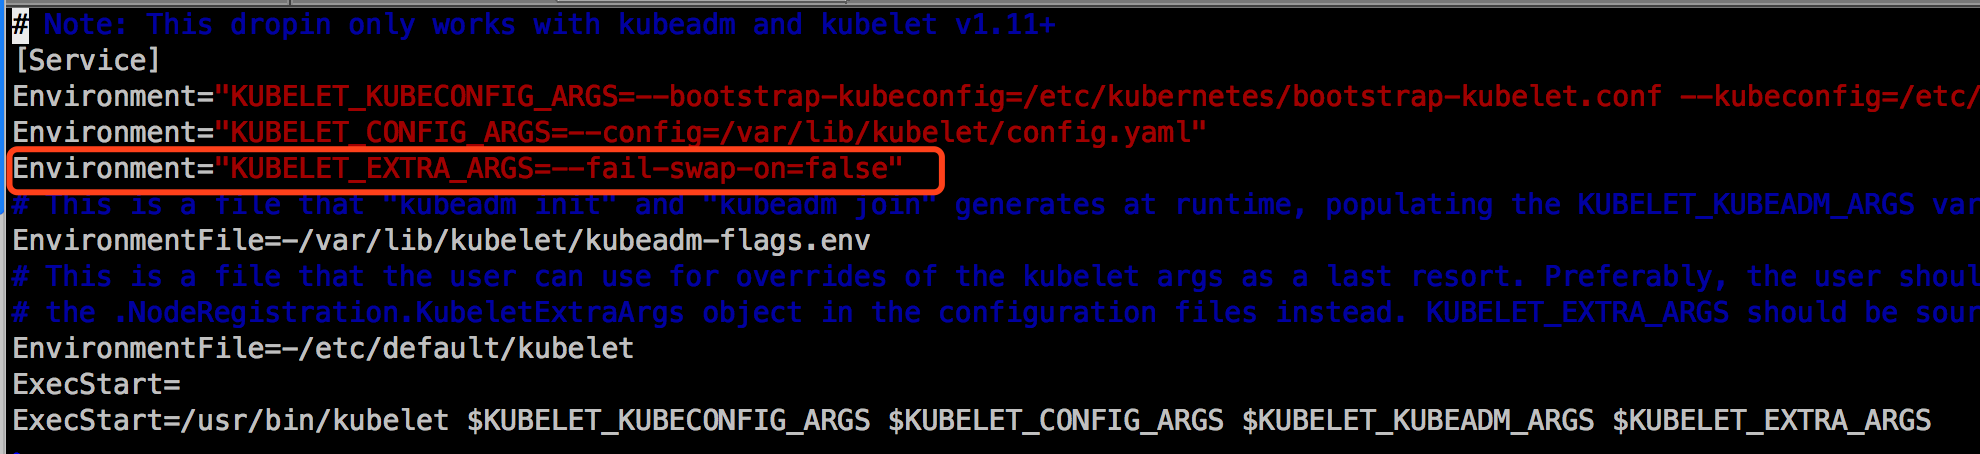 # Note: This dropin only works with kubeadm and kubelet v1.11+
[Service]
Environment="KUBELET_KUBECONFIG_ARGS=--bootstrap-kubeconfig=/etc/kubernetes/bootstrap-kubelet.conf --kubeconfig=/etc/
Environment="KUBELET_CONFIG_ARGS=--config=/var/lib/kubelet/config.yaml"
Environment="KUBELET_EXTRA_ARGS=--fail-swap-on=false"
# This is a file that "kubeadm init" and "kubeadm join" generates at runtime, populating the KUBELET_KUBEADM_ARGS var
EnvironmentFile=-/var/lib/kubelet/kubeadm-flags.env
# This is a file that the user can use for overrides of the kubelet args as a last resort. Preferably, the user shoul
# the .NodeRegistration.KubeletExtraArgs object in the configuration files instead. KUBELET_EXTRA_ARGS should be sour
EnvironmentFile=-/etc/default/kubelet
ExecStart=
ExecStart=/usr/bin/kubelet $KUBELET_KUBECONFIG_ARGS $KUBELET_CONFIG_ARGS $KUBELET_KUBEADM_ARGS $KUBELET_EXTRA_ARGS